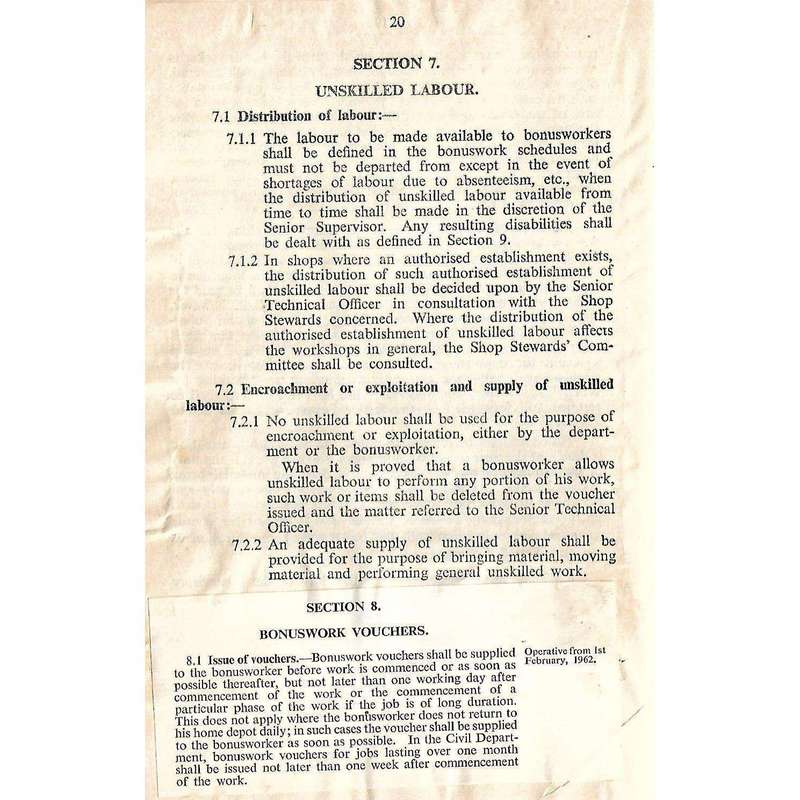 20
SECTION 7.
UNSKILLED LABOUR.
7.1 Distribution of labour:—
7.1.1 The labour to be made available to bonusworkers
shall be defined in the bonuswork schedules and
must not be departed from except in the event of
shortages of labour due to absenteeism, etc., when
the distribution of unskilled labour available from
time to time shall be made in the discretion of the
Senior Supervisor. Any resulting disabilities shall
be dealt with as defined in Section 9.
7.1.2 In shops where an authorised establishment exists,
the distribution of such authorised establishment of
unskilled labour shall be decided upon by the Senior
Technical Officer in consultation with the Shop
Stewards concerned. Where the distribution of the
authorised establishment of unskilled labour affects
the workshops in general, the Shop Stewards' Com-
mittee shall be consulted.
7.2 Encroachment or exploitation and supply of unskilled
labour:—
7.2.1 No unskilled labour shall be used for the purpose of
encroachment or exploitation, either by the depart-
ment or the bonusworker.
When it is proved that a bonusworker allows
unskilled labour to perform any portion of his work,
such work or items shall be deleted from the voucher
issued and the matter referred to the Senior Technical
Officer.
7.2.2 An adequate supply of unskilled labour shall be
provided for the purpose of bringing material, moving
material and performing general unskilled work.
SECTION 8.
BONUSWORK VOUCHERS.
8.1 Issue of vouchers.—Bonuswork vouchers shall be supplied
to the bonusworker before work is commenced or as soon as
possible thereafter, but not later than one working day after
commencement of the work or the commencement of a
particular phase of the work if the job is of long duration.
This does not apply where the bonusworker does not return to
his home depot daily; in such cases the voucher shall be supplied
to the bonusworker as soon as possible. In the Civil Depart-
ment, bonuswork vouchers for jobs lasting over one month
shall be issued not later than one week after commencement
of the work.
Operative from 1st
February, 1962.